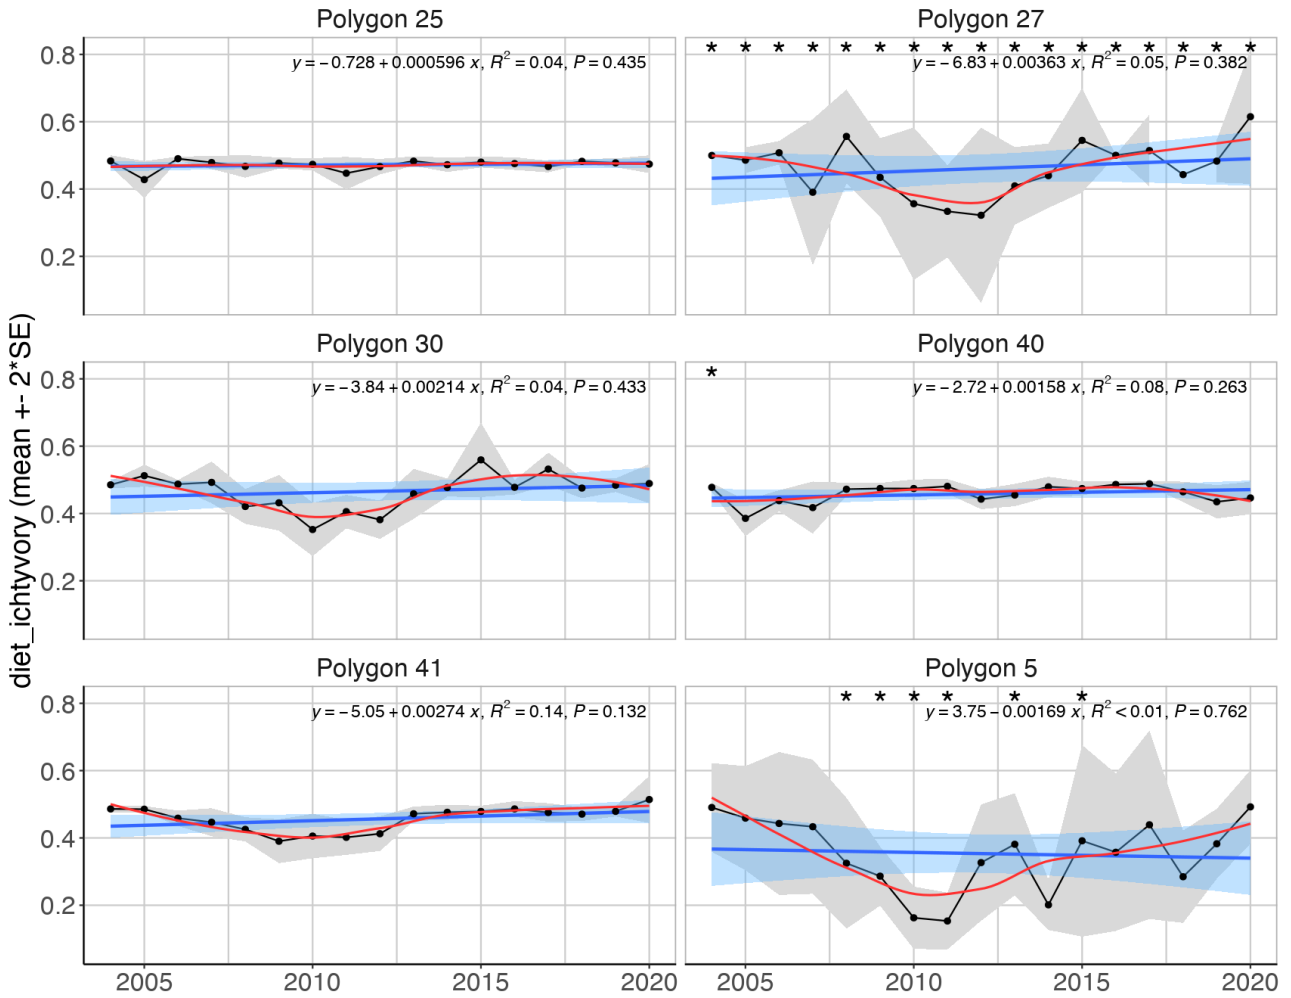 Polygon 25
Polygon 27
0.8
0.6
0.4
0.2
y = − 0.728 + 0.000596 x, R² = 0.04, P = 0.435
* * * * * * * * * * * * * * * * *
y = − 6.83 + 0.00363 x, R² = 0.05, P = 0.382
Polygon 30
Polygon 40
0.8
0.6
0.4
0.2
y = − 3.84 + 0.00214 x, R² = 0.04, P = 0.433
*
y = − 2.72 + 0.00158 x, R² = 0.08, P = 0.263
diet_ichtyvory (mean +- 2*SE)
Polygon 41
Polygon 5
0.8
0.6
0.4
0.2
y = − 5.05 + 0.00274 x, R² = 0.14, P = 0.132
* * * * * *
y = 3.75 − 0.00169 x, R² < 0.01, P = 0.762
2005 2010 2015 2020
2005 2010 2015 2020